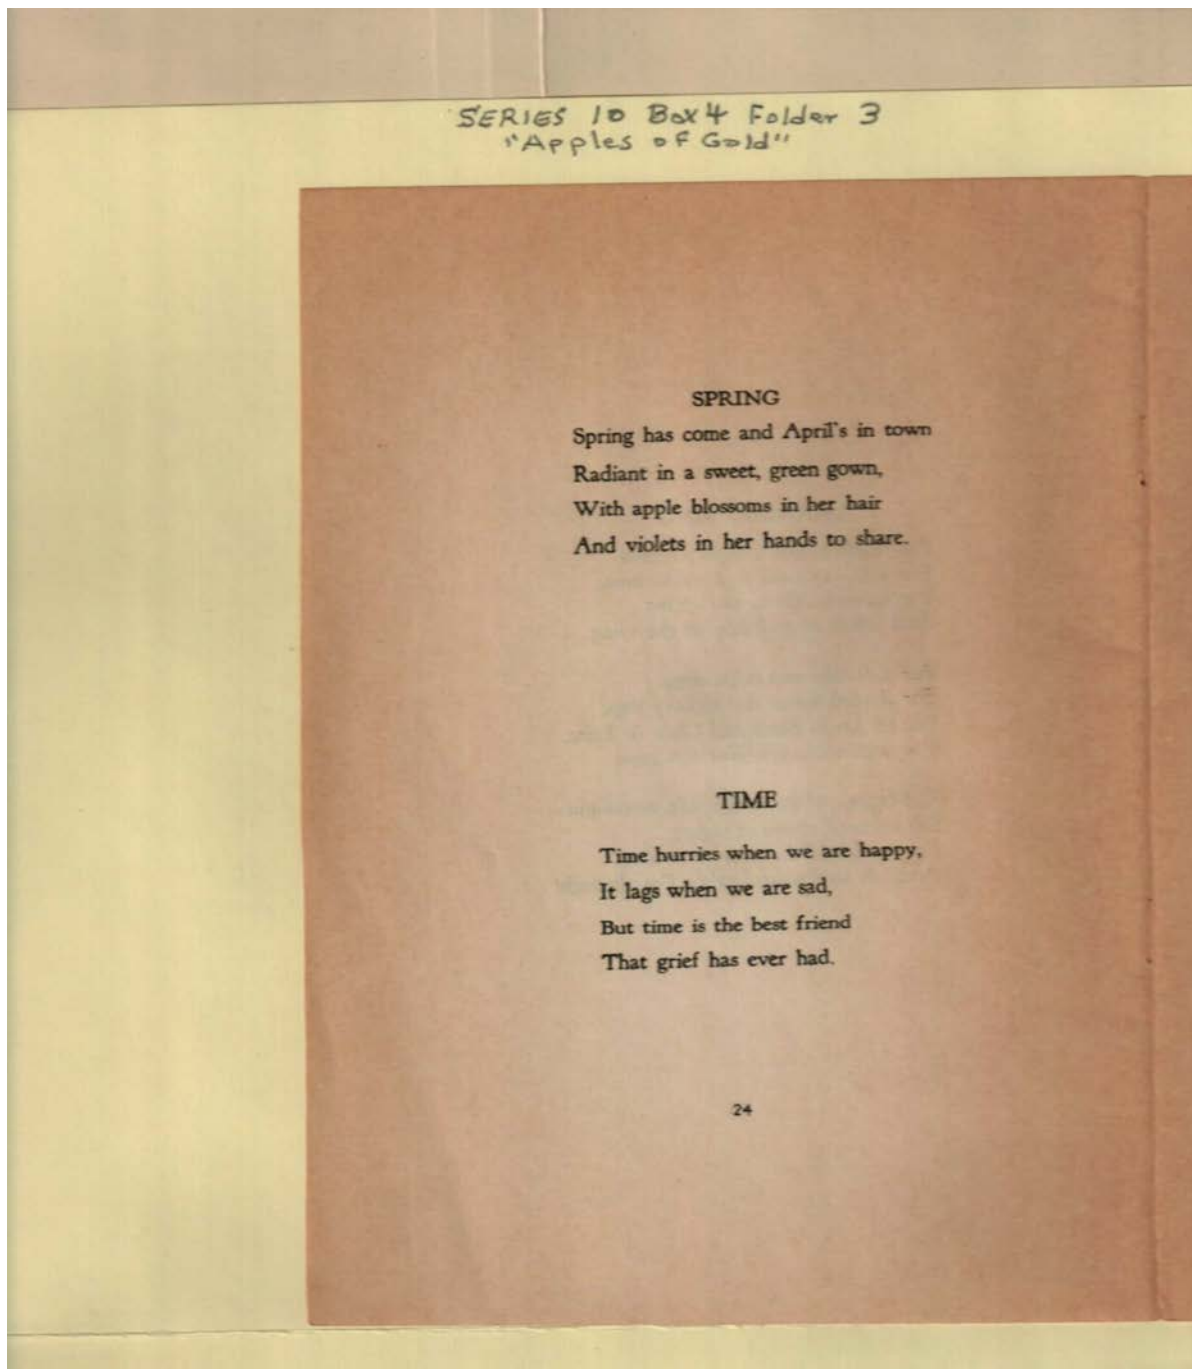 SERIES 10 Box 4 Folder 3
"Apples of Gold"
SPRING
Spring has come and April's in town
Radiant in a sweet, green gown,
With apple blossoms in her hair
And violets in her hands to share.
TIME
Time hurries when we are happy,
It lags when we are sad,
But time is the best friend
That grief has ever had.
24